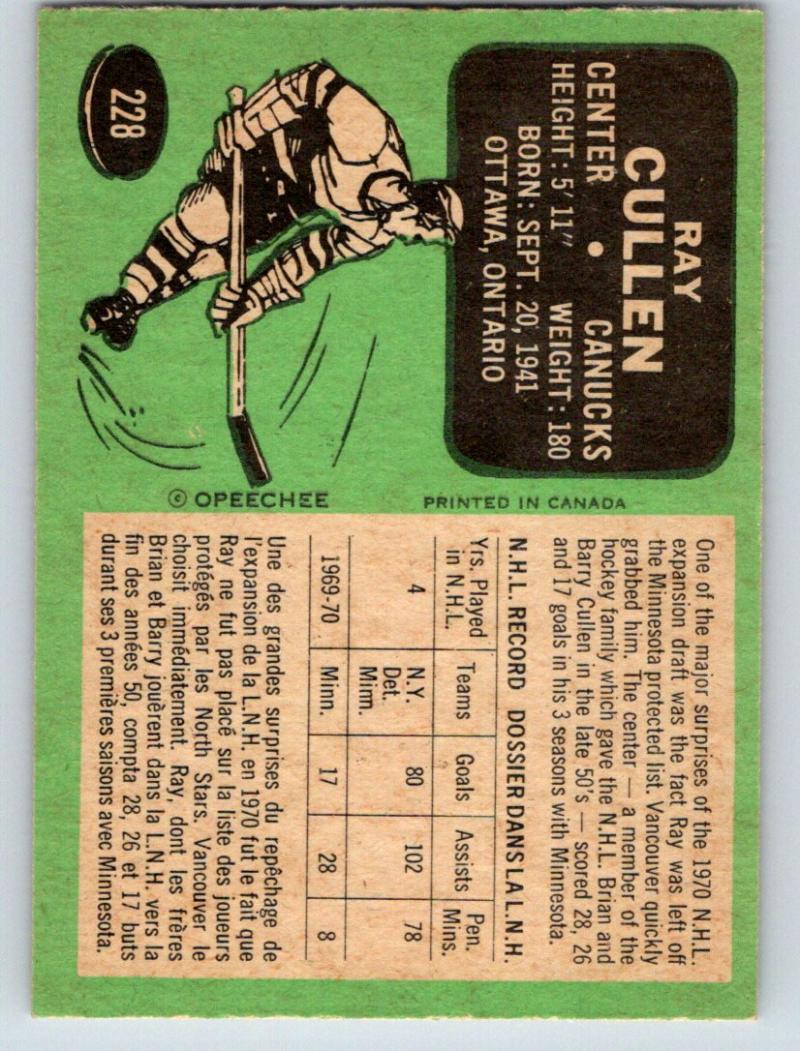 228
RAY
CULLEN
CENTER • CANUCKS
HEIGHT: 5'11" WEIGHT: 180
BORN: SEPT. 20, 1941
OTTAWA, ONTARIO
© OPEECHEE
PRINTED IN CANADA
One of the major surprises of the 1970 N.H.L.
expansion draft was the fact Ray was left off
the Minnesota protected list. Vancouver quickly
grabbed him. The center — a member of the
hockey family which gave the N.H.L. Brian and
Barry Cullen in the late 50's — scored 28, 26
and 17 goals in his 3 seasons with Minnesota.
N.H.L. RECORD DOSSIER DANS LA L.N.H.
Yrs. Played in N.H.L. Teams Goals Assists Pen. Mins.
4 N.Y. Det. Minm. 80 102 78
1969-70 Minn. 17 28 8
Une des grandes surprises du repêchage de
l'expansion de la L.N.H. en 1970 fut le fait que
Ray ne fut pas placé sur la liste des joueurs
protégés par les North Stars. Vancouver le
choisit immédiatement. Ray, dont les frères
Brian et Barry jouèrent dans la L.N.H. vers la
fin des années 50, compta 28, 26 et 17 buts
durant ses 3 premières saisons avec Minnesota.